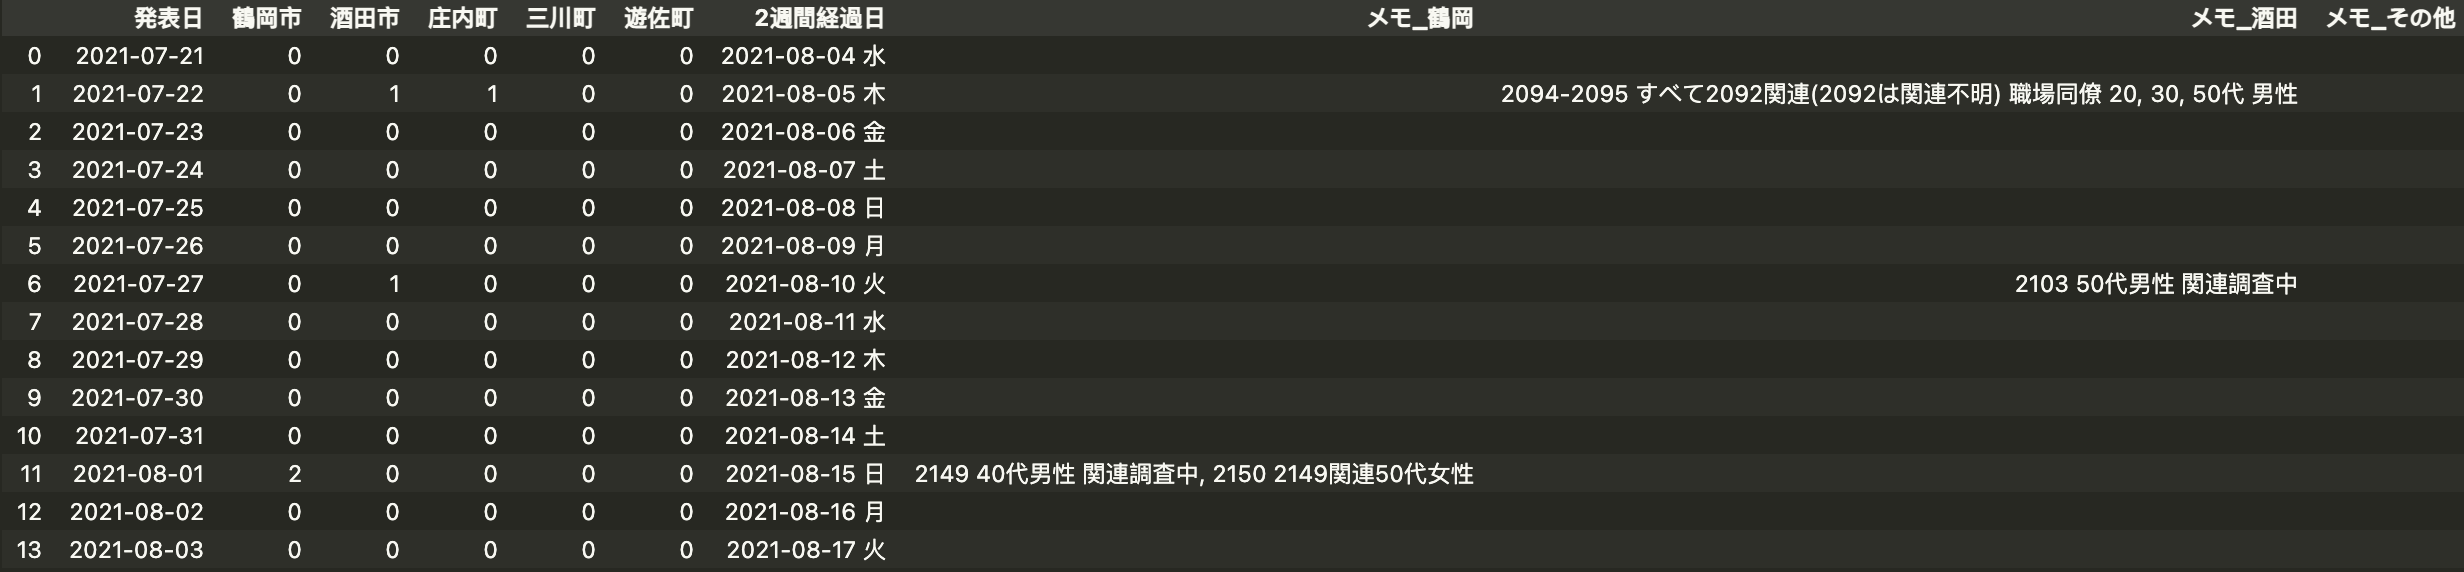 発表日 鶴岡市 酒田市 庄内町 三川町 遊佐町 2週間経過日 メモ_鶴岡 メモ_酒田 メモ_その他
0 2021-07-21 0 0 0 0 0 2021-08-04 水
1 2021-07-22 0 1 1 0 0 2021-08-05 木 2094-2095 すべて2092関連(2092は関連不明) 職場同僚 20, 30, 50代 男性
2 2021-07-23 0 0 0 0 0 2021-08-06 金
3 2021-07-24 0 0 0 0 0 2021-08-07 土
4 2021-07-25 0 0 0 0 0 2021-08-08 日
5 2021-07-26 0 0 0 0 0 2021-08-09 月
6 2021-07-27 0 1 0 0 0 2021-08-10 火 2103 50代男性 関連調査中
7 2021-07-28 0 0 0 0 0 2021-08-11 水
8 2021-07-29 0 0 0 0 0 2021-08-12 木
9 2021-07-30 0 0 0 0 0 2021-08-13 金
10 2021-07-31 0 0 0 0 0 2021-08-14 土
11 2021-08-01 2 0 0 0 0 2021-08-15 日 2149 40代男性 関連調査中, 2150 2149関連50代女性
12 2021-08-02 0 0 0 0 0 2021-08-16 月
13 2021-08-03 0 0 0 0 0 2021-08-17 火